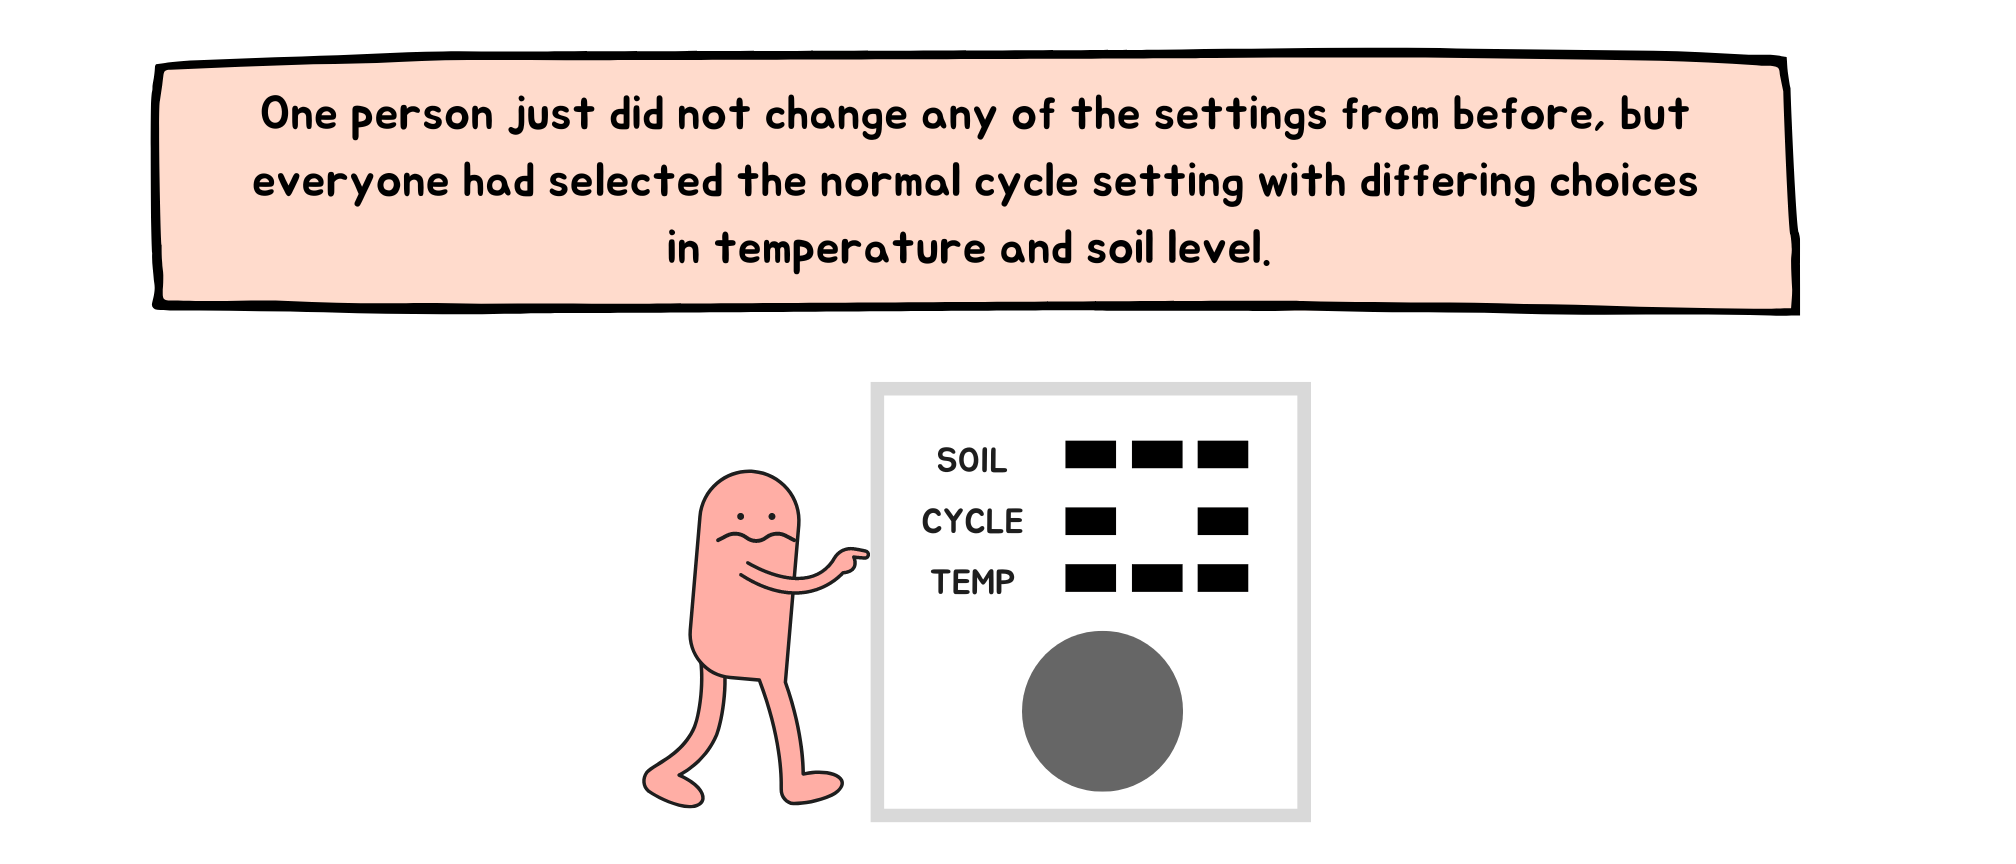 One person just did not change any of the settings from before, but
everyone had selected the normal cycle setting with differing choices
in temperature and soil level.
SOIL
CYCLE
TEMP